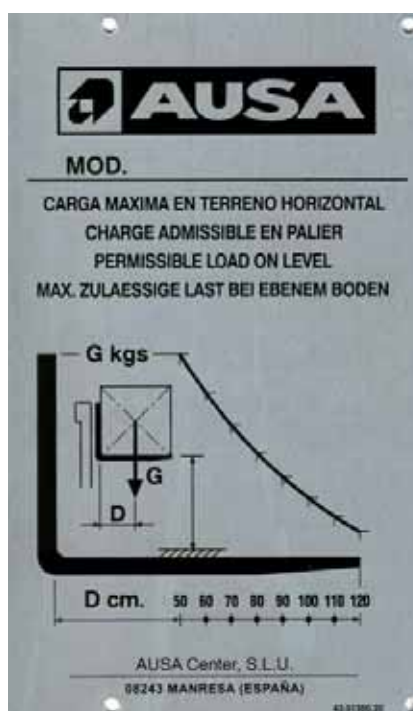 AUSA
MOD.
CARGA MAXIMA EN TERRENO HORIZONTAL
CHARGE ADMISSIBLE EN PALIER
PERMISSIBLE LOAD ON LEVEL
MAX. ZULAESSIGE LAST BEI EBENEM BODEN
G kgs
G
D
D cm. 50 60 70 80 90 100 110 120
AUSA Center, S.L.U.
08243 MANRESA (ESPAÑA)